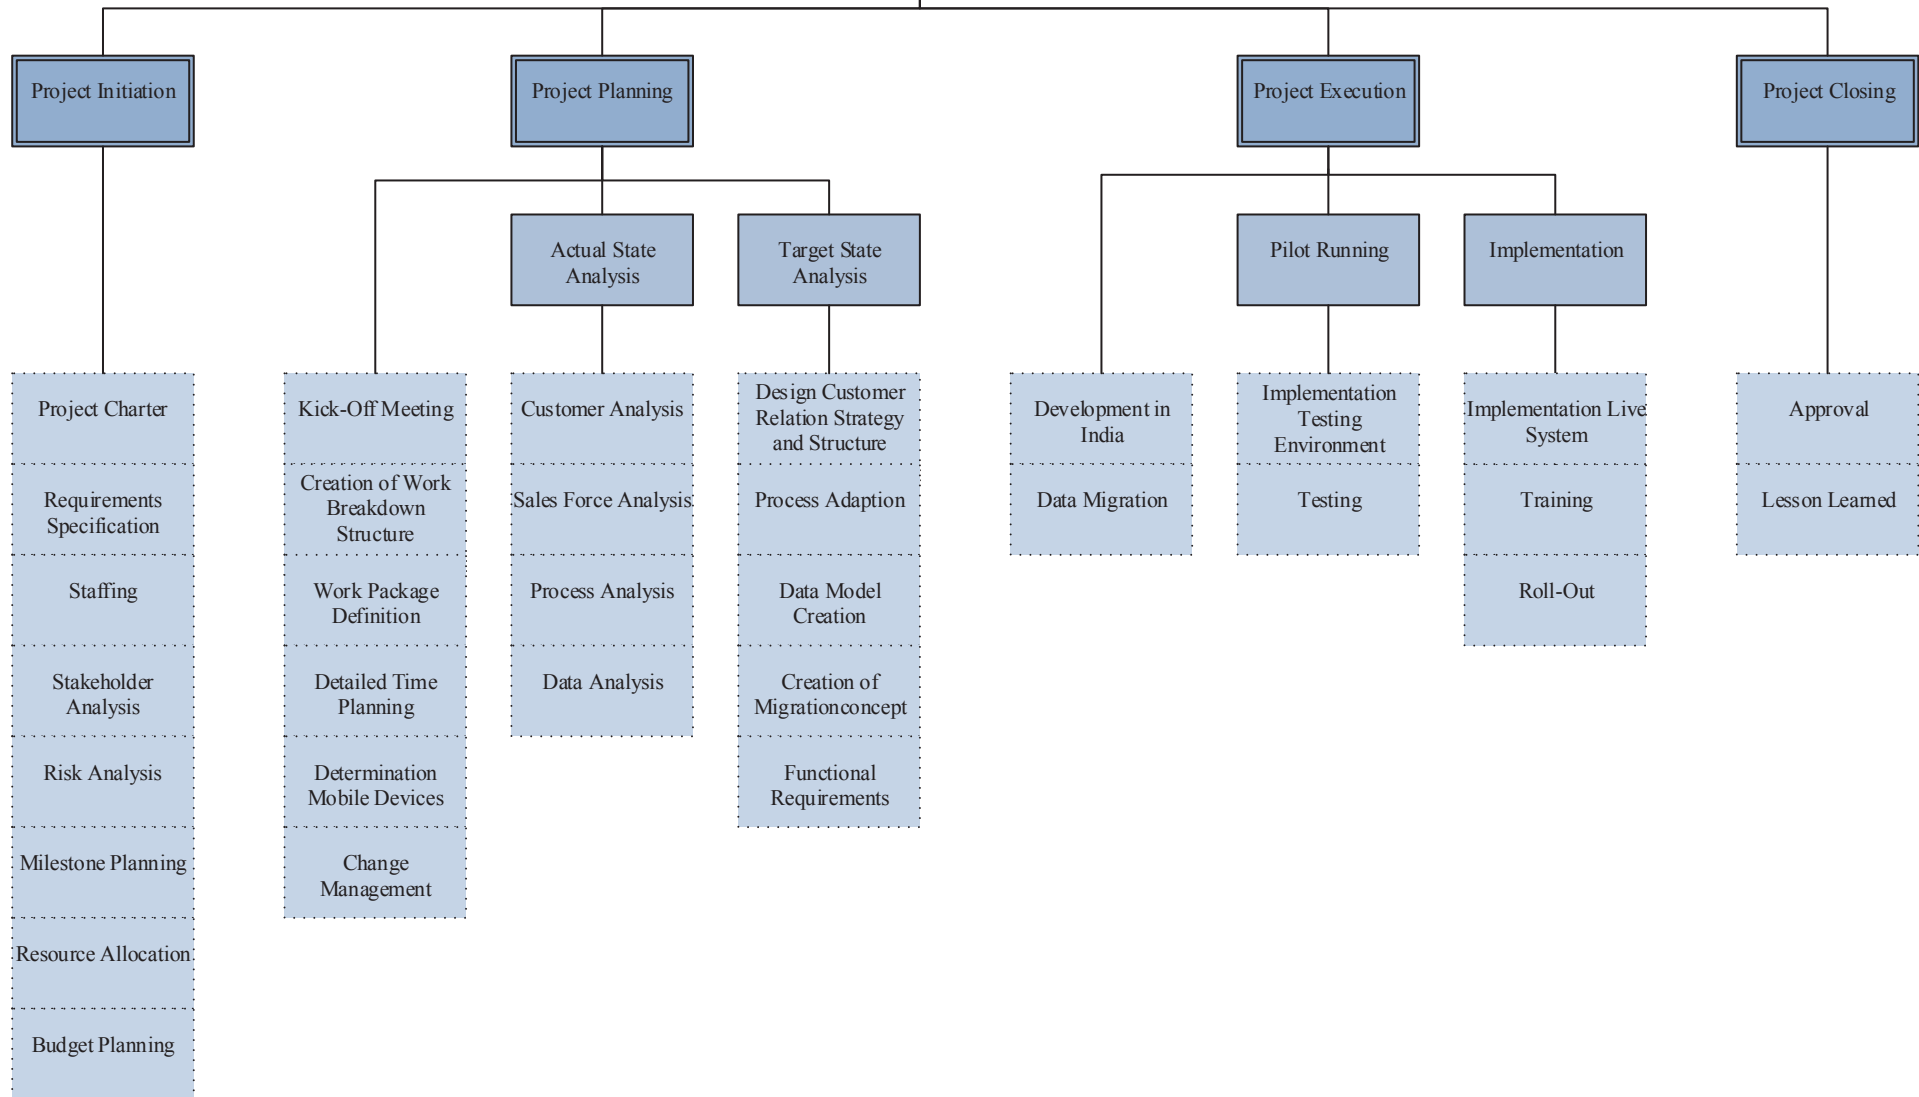 Project Initiation
Project Planning
Project Execution
Project Closing
Actual State
Analysis
Target State
Analysis
Pilot Running
Implementation
Project Charter
Requirements
Specification
Staffing
Stakeholder
Analysis
Risk Analysis
Milestone Planning
Resource Allocation
Budget Planning
Kick-Off Meeting
Creation of Work
Breakdown
Structure
Work Package
Definition
Detailed Time
Planning
Determination
Mobile Devices
Change
Management
Customer Analysis
Sales Force Analysis
Process Analysis
Data Analysis
Design Customer
Relation Strategy
and Structure
Process Adaption
Data Model
Creation
Creation of
Migrationconcept
Functional
Requirements
Development in
India
Data Migration
Implementation
Testing
Environment
Testing
Implementation Live
System
Training
Roll-Out
Approval
Lesson Learned